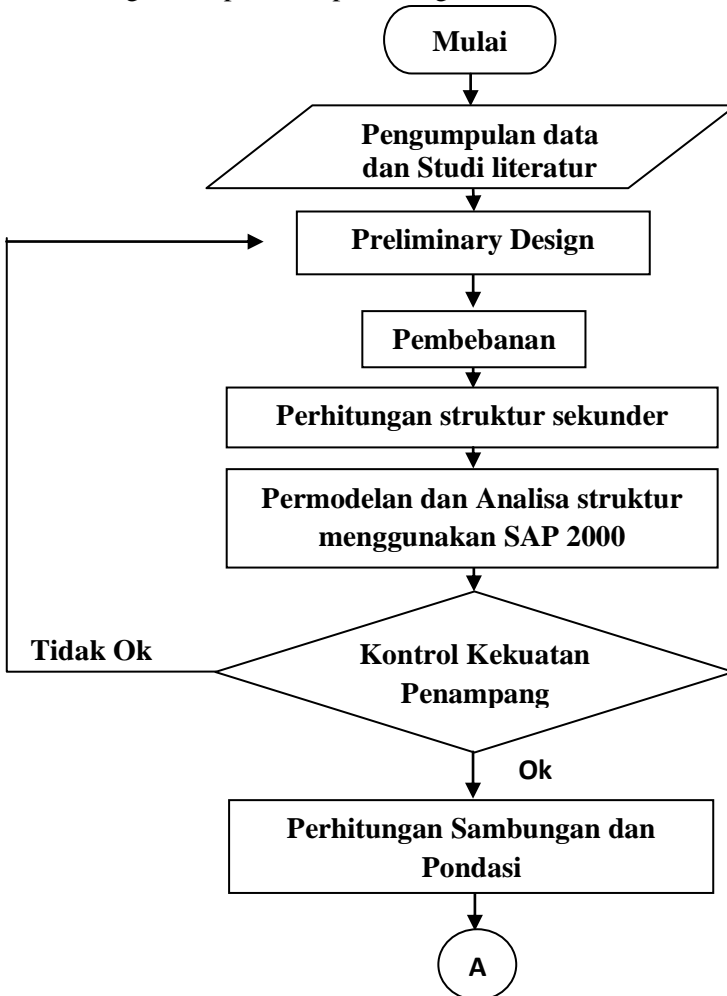 Mulai
Pengumpulan data
dan Studi literatur
Preliminary Design
Pembebanan
Perhitungan struktur sekunder
Permodelan dan Analisa struktur
menggunakan SAP 2000
Tidak Ok
Kontrol Kekuatan
Penampang
Ok
Perhitungan Sambungan dan
Pondasi
A